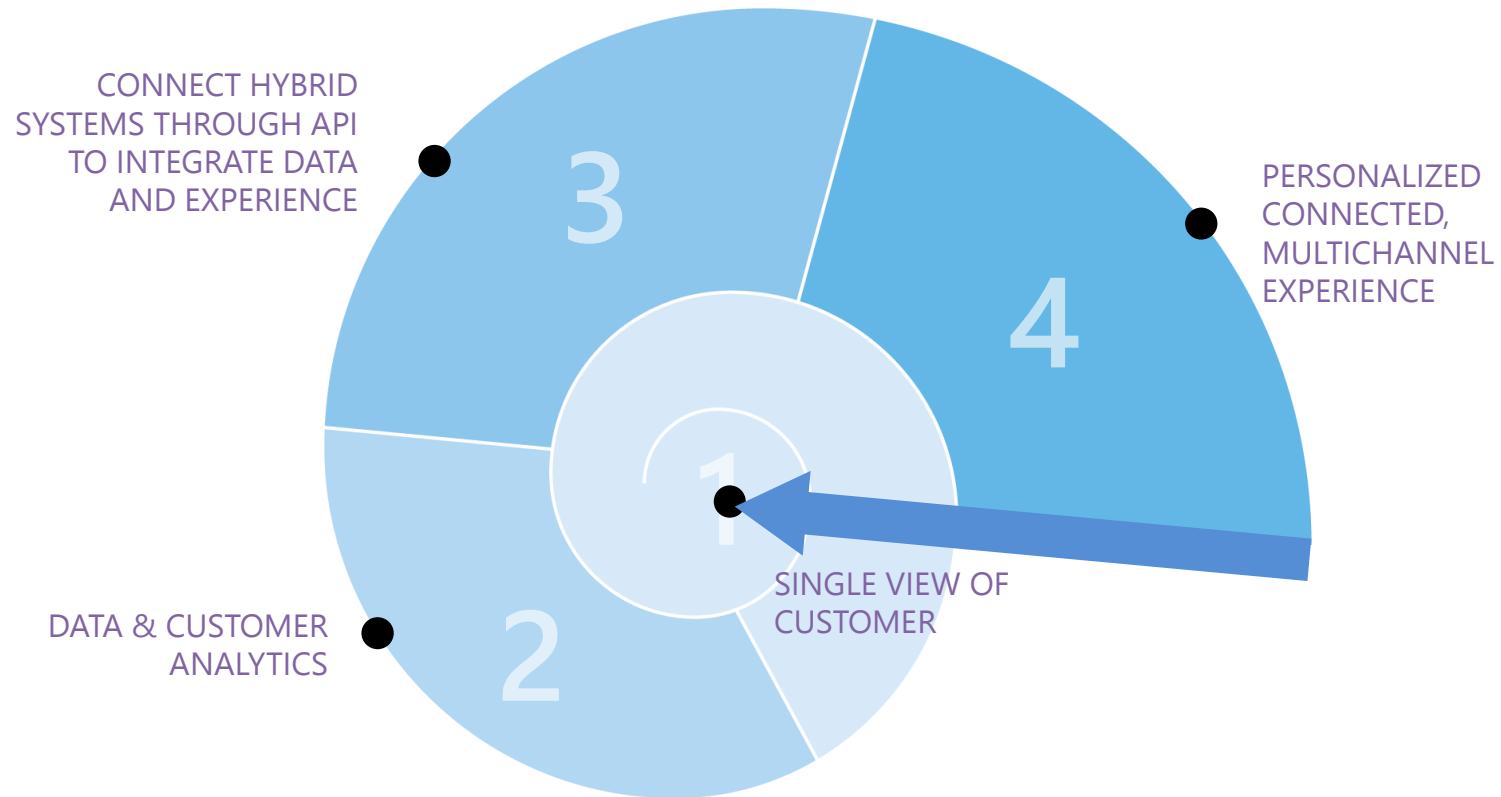 CONNECT HYBRID
SYSTEMS THROUGH API
TO INTEGRATE DATA
AND EXPERIENCE
3
PERSONALIZED
CONNECTED,
MULTICHANNEL
EXPERIENCE
4
1
SINGLE VIEW OF
CUSTOMER
DATA & CUSTOMER
ANALYTICS
2